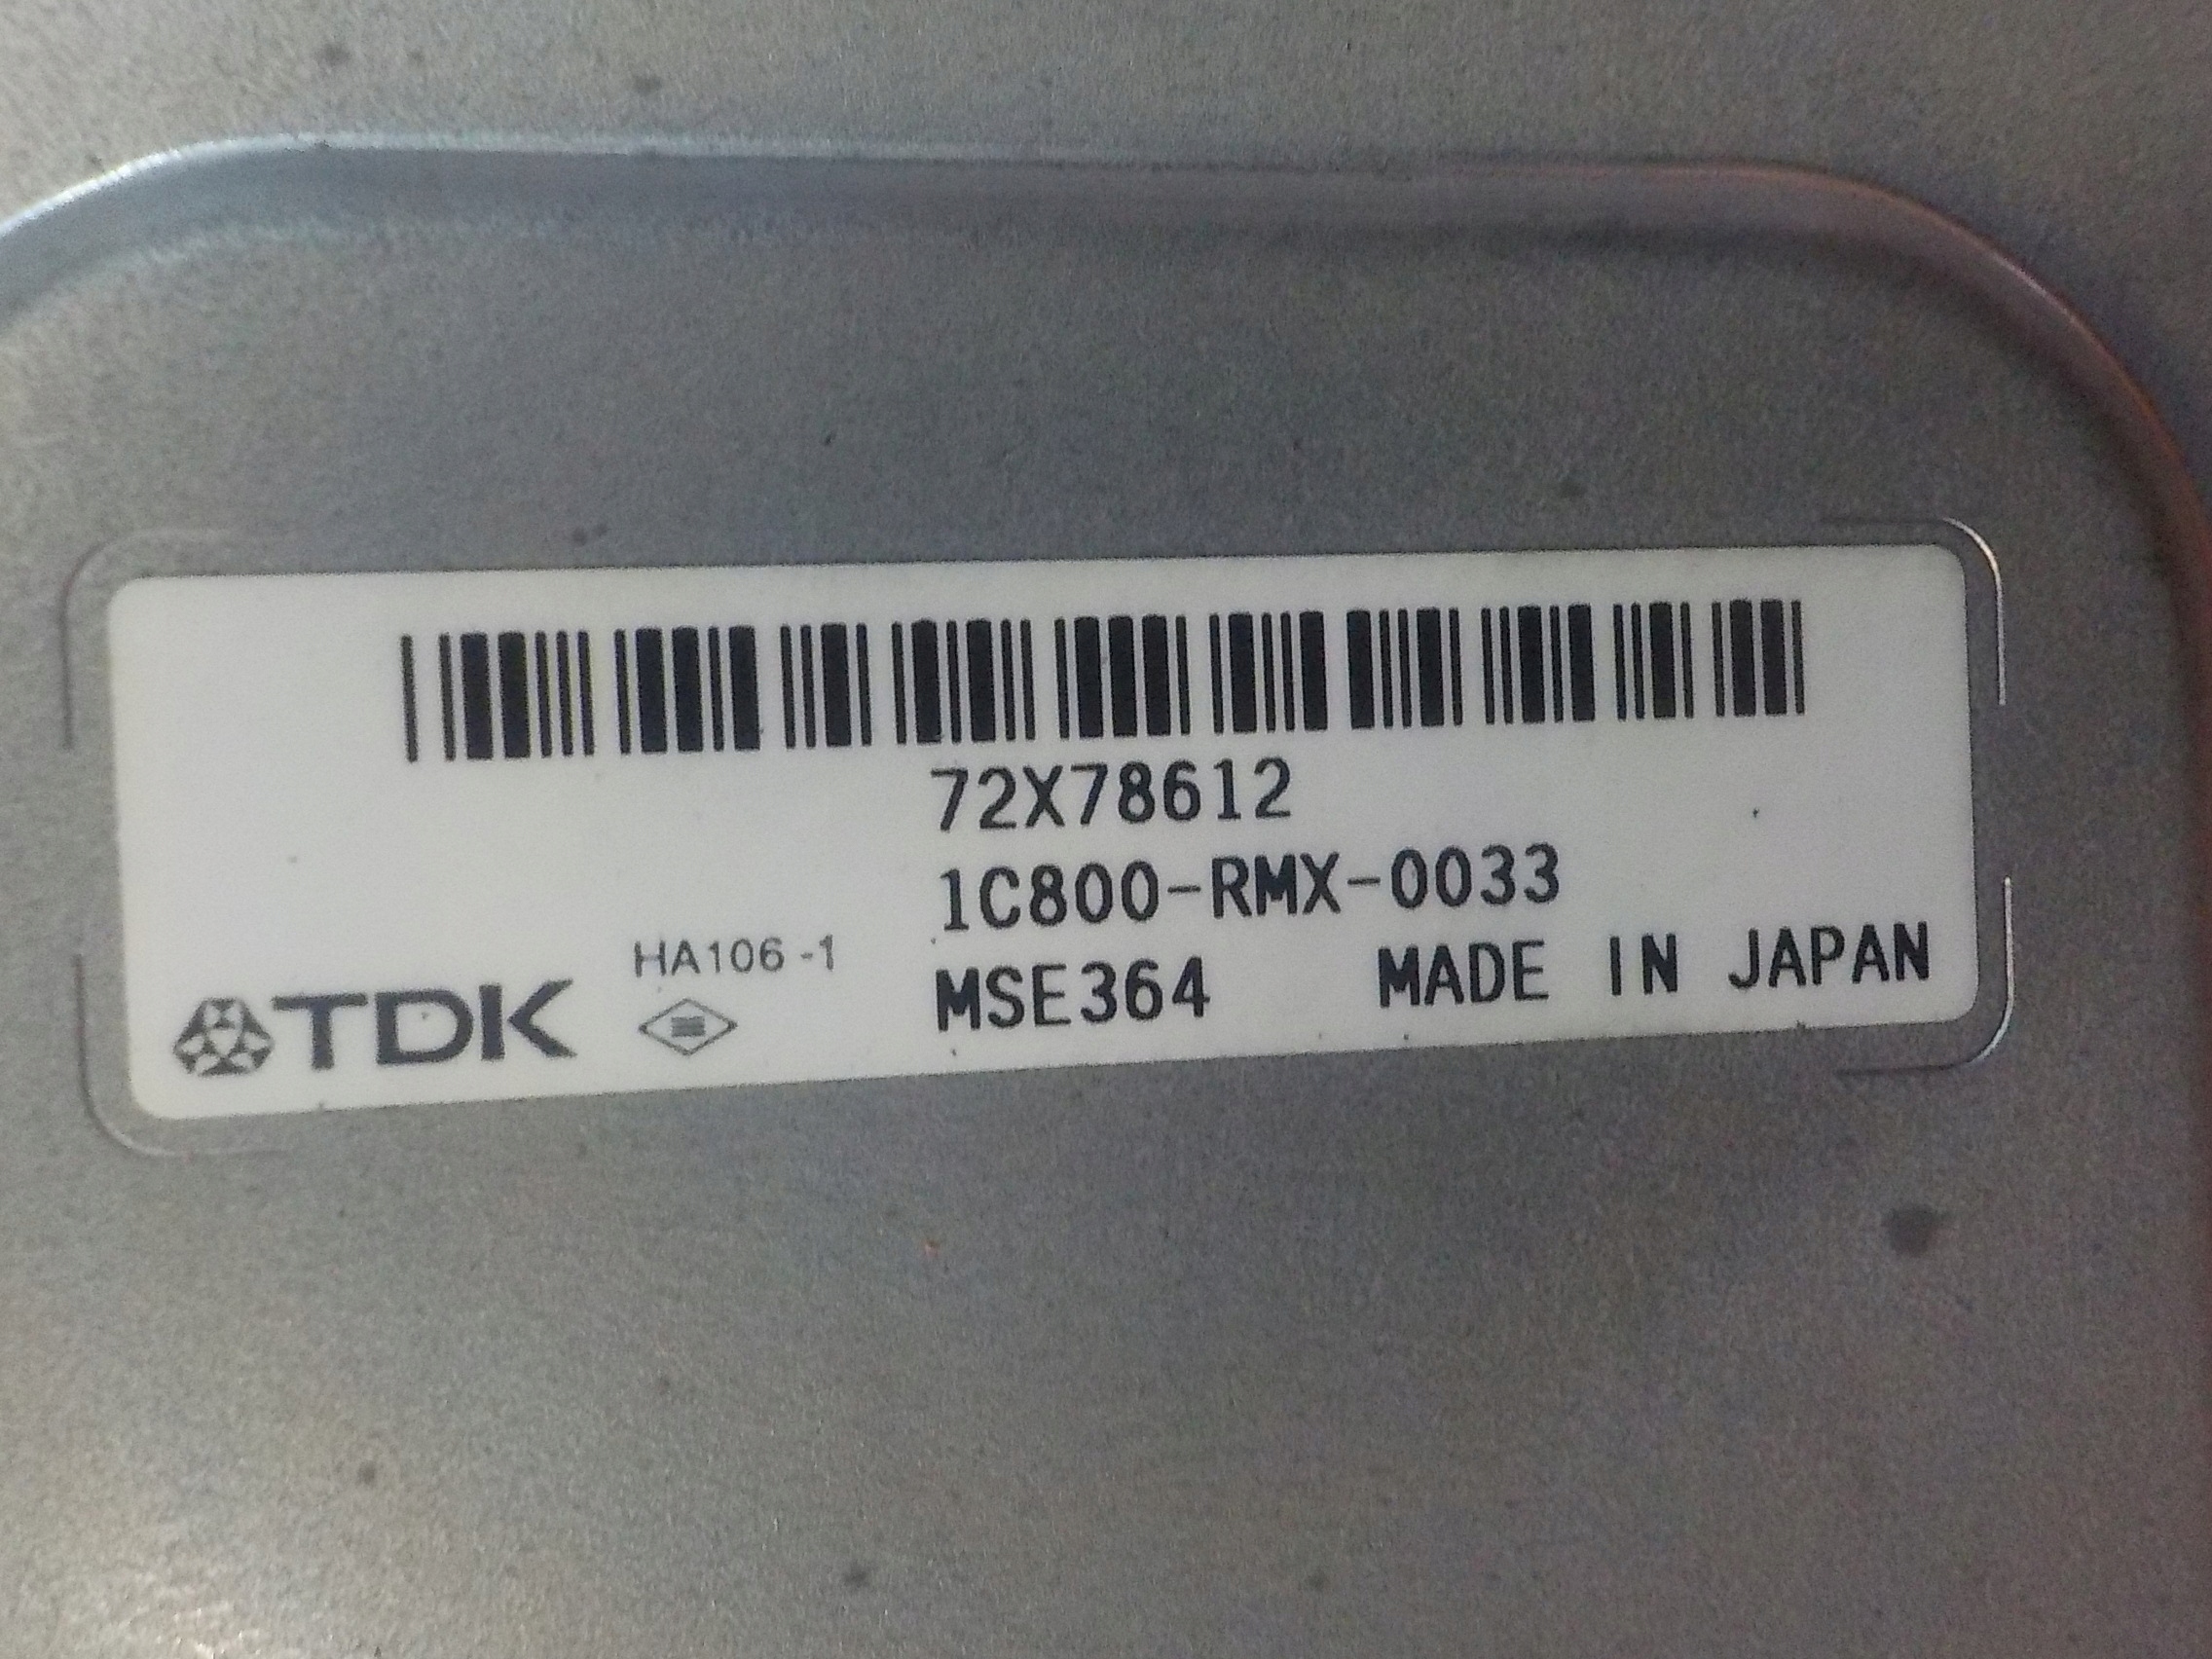 72X78612
1C800-RMX-0033
HA106-1
TDK
MSE364 MADE IN JAPAN